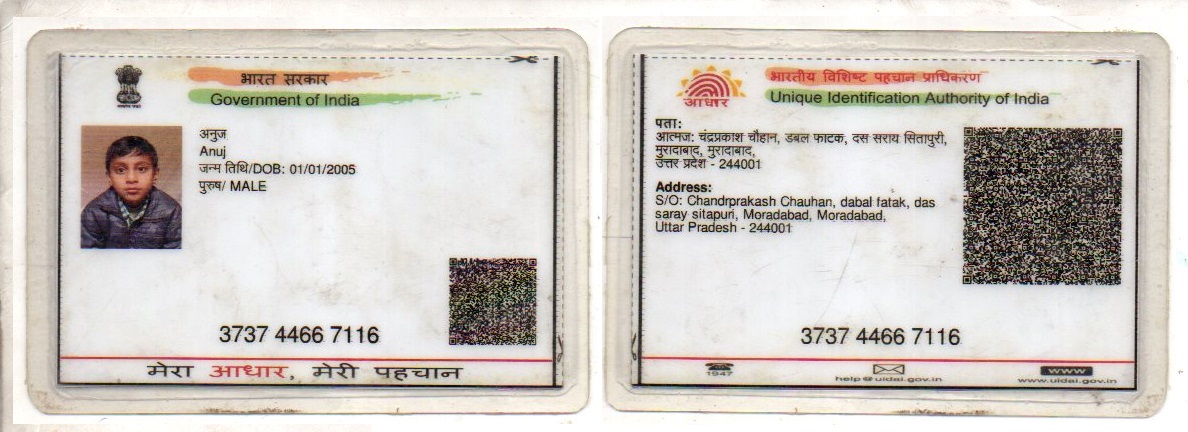 भारत सरकार
Government of India
अनुज
Anuj
जन्म तिथि/DOB: 01/01/2005
पुरुष/ MALE
3737 4466 7116
मेरा आधार, मेरी पहचान
भारतीय विशिष्ट पहचान प्राधिकरण
Unique Identification Authority of India
आधार
पता:
आत्मज: चंद्रप्रकाश चौहान, डबल फाटक, दस सराय सितापुरी,
मुरादाबाद, मुरादाबाद,
उत्तर प्रदेश - 244001
Address:
S/O: Chandrprakash Chauhan, dabal fatak, das
saray sitapuri, Moradabad, Moradabad,
Uttar Pradesh - 244001
3737 4466 7116
1947
help@uidai.gov.in
www
www.uidai.gov.in